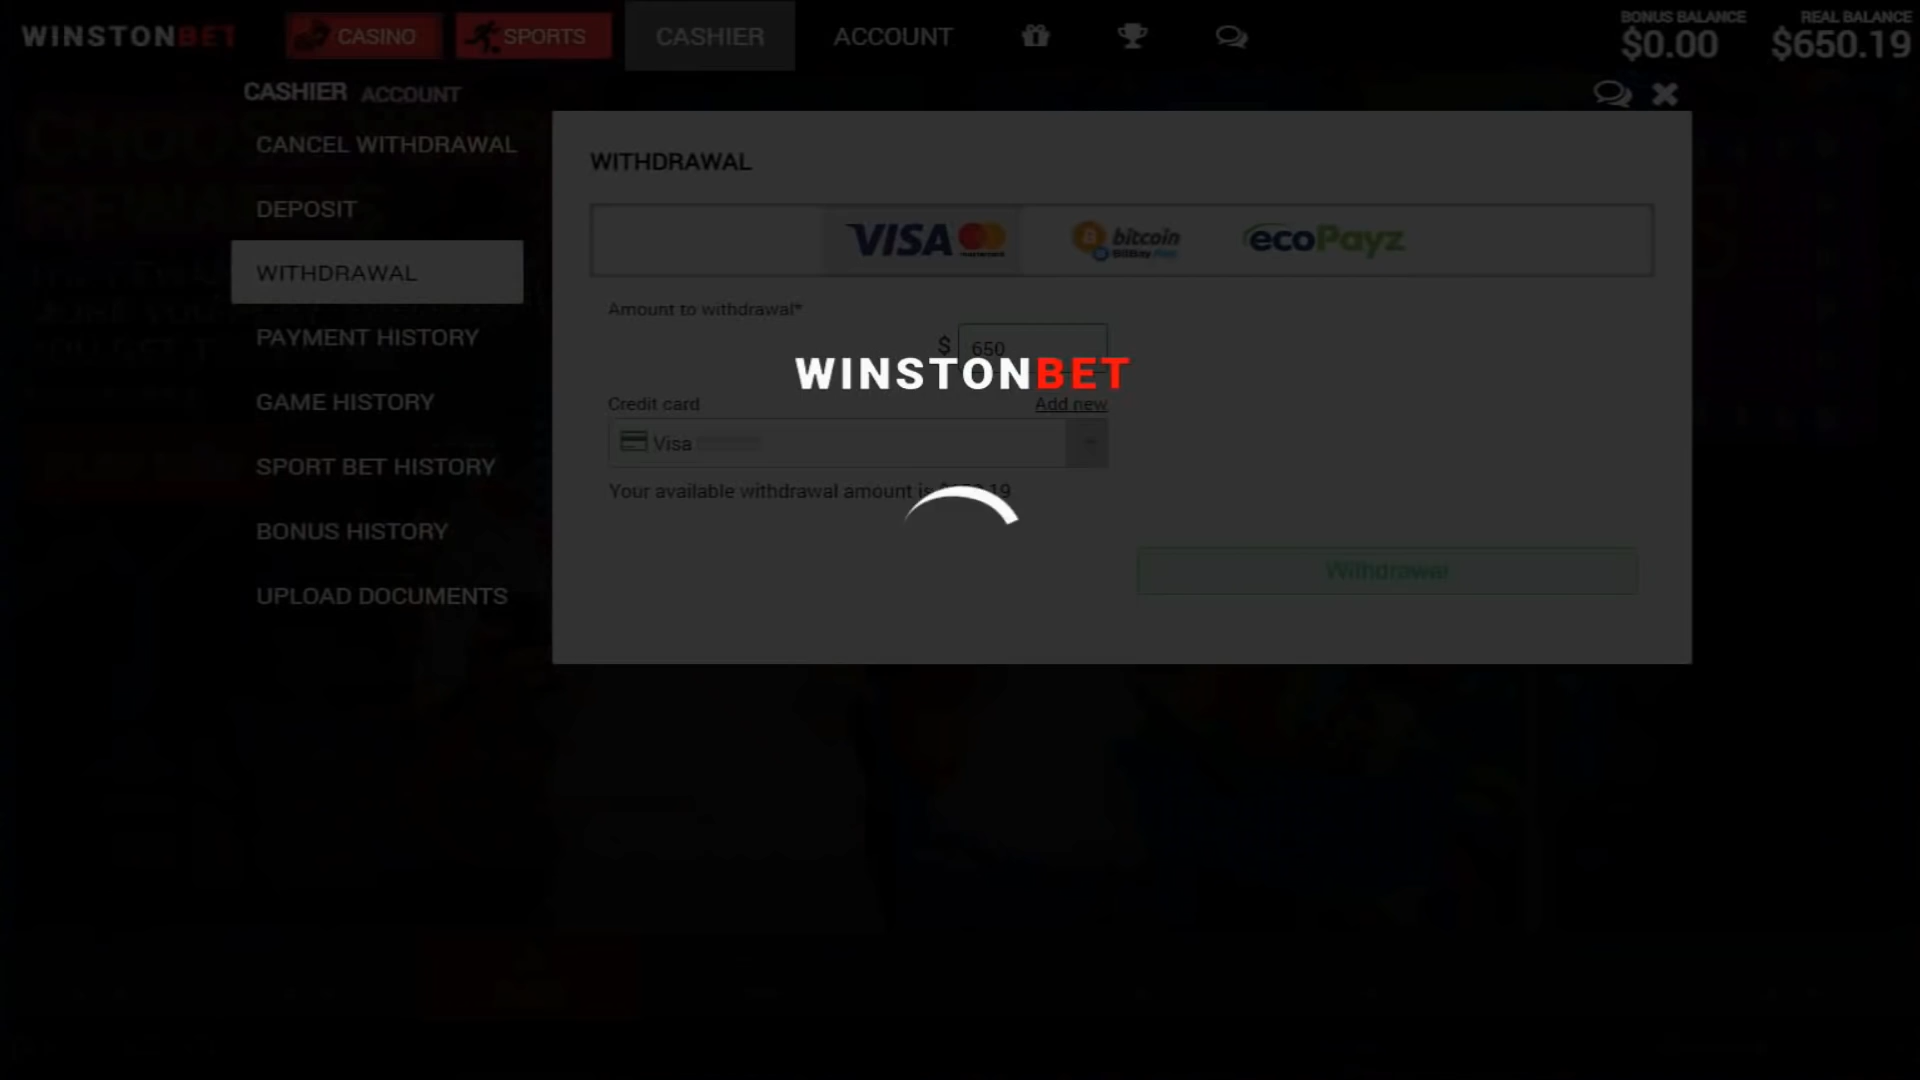 WINSTONBET
CASINO
SPORTS
CASHIER
ACCOUNT
BONUS BALANCE
$0.00
REAL BALANCE
$650.19
CASHIER ACCOUNT
CANCEL WITHDRAWAL
DEPOSIT
WITHDRAWAL
PAYMENT HISTORY
GAME HISTORY
SPORT BET HISTORY
BONUS HISTORY
UPLOAD DOCUMENTS
WITHDRAWAL
VISA
bitcoin
BitBay Pay
ecoPayz
Amount to withdrawal*
$ 650
WINSTONBET
Credit card Add new
Visa
Your available withdrawal amount is
Withdrawal